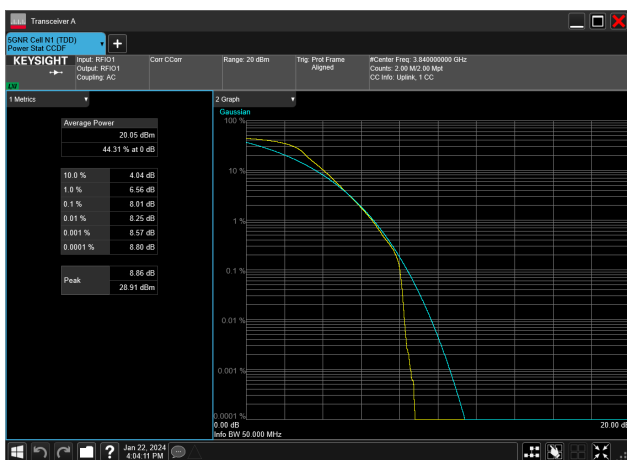 Transceiver A
5GNR Cell N1 (TDD)
Power Stat CCDF
KEYSIGHT
Input: RFIO1
Output: RFIO1
Coupling: AC
Corr CCorr
Range: 20 dBm
Trig: Prot Frame
Aligned
#Center Freq: 3.840000000 GHz
Counts: 2.00 M/2.00 Mpt
CC Info: Uplink, 1 CC
1 Metrics
Average Power
20.05 dBm
44.31 % at 0 dB
10.0 % 4.04 dB
1.0 % 6.56 dB
0.1 % 8.01 dB
0.01 % 8.25 dB
0.001 % 8.57 dB
0.0001 % 8.80 dB
Peak
8.86 dB
28.91 dBm
2 Graph
Gaussian
100 %
10 %
1 %
0.1 %
0.01 %
0.001 %
0.0001 %
0.00 dB
20.00 dB
Info BW 50.000 MHz
Jan 22, 2024
4:04:11 PM